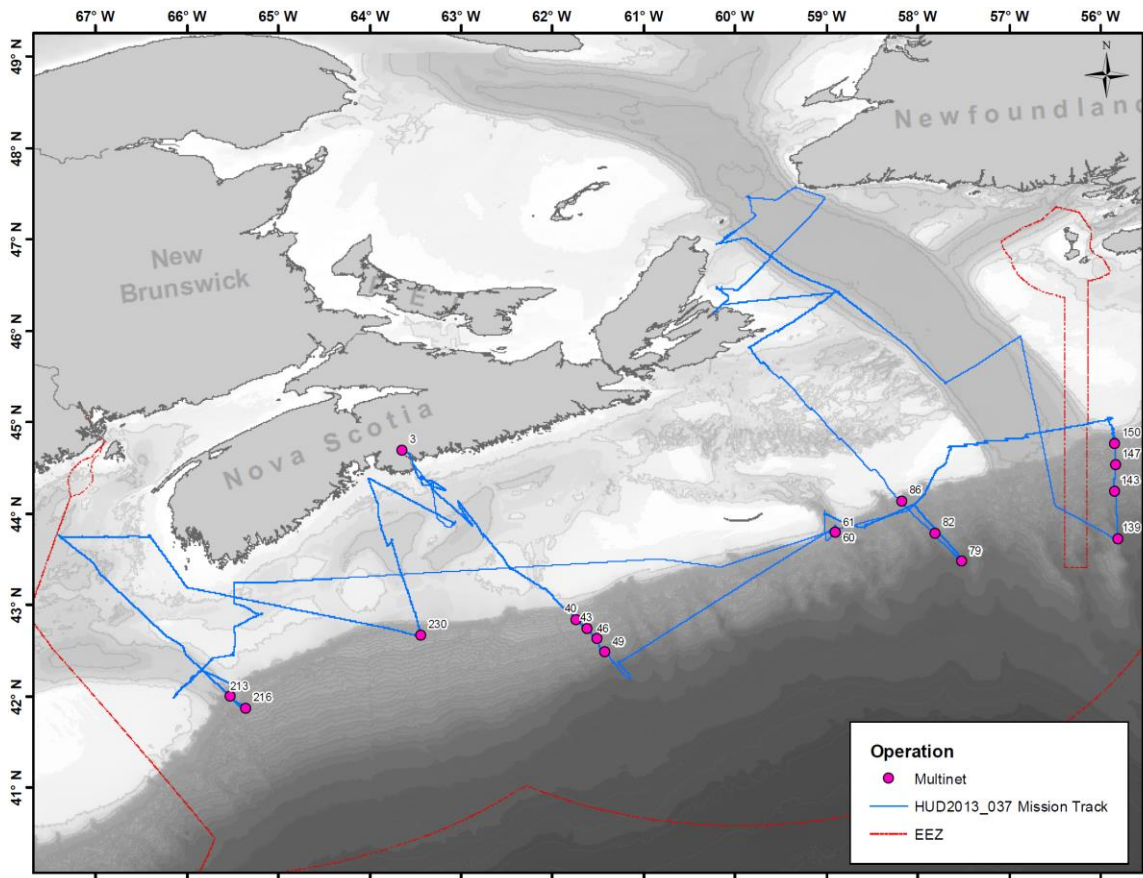 67° W 66° W 65° W 64° W 63° W 62° W 61° W 60° W 59° W 58° W 57° W 56° W
49° N
N
Newfoundland
48° N
47° N
New
Brunswick
P E I
46° N
45° N
Nova Scotia
3
150
147
143
139
86
82
79
61
60
44° N
43° N
40
43
46
49
230
213
216
42° N
41° N
Operation
Multinet
HUD2013_037 Mission Track
EEZ